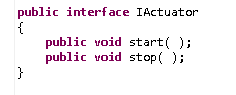 public interface IActuator
{
    public void start( );
    public void stop( );
}